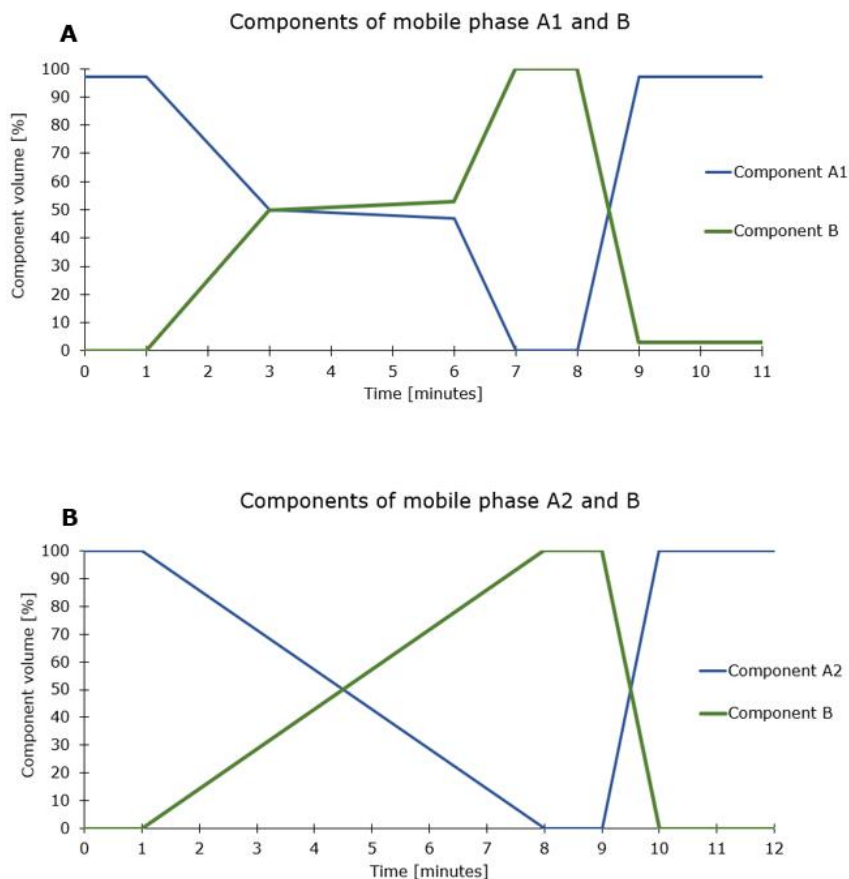 A
Components of mobile phase A1 and B
Component volume [%]
100
90
80
70
60
50
40
30
20
10
0
0 1 2 3 4 5 6 7 8 9 10 11
Time [minutes]
Component A1
Component B
B
Components of mobile phase A2 and B
Component volume [%]
100
90
80
70
60
50
40
30
20
10
0
0 1 2 3 4 5 6 7 8 9 10 11 12
Time [minutes]
Component A2
Component B